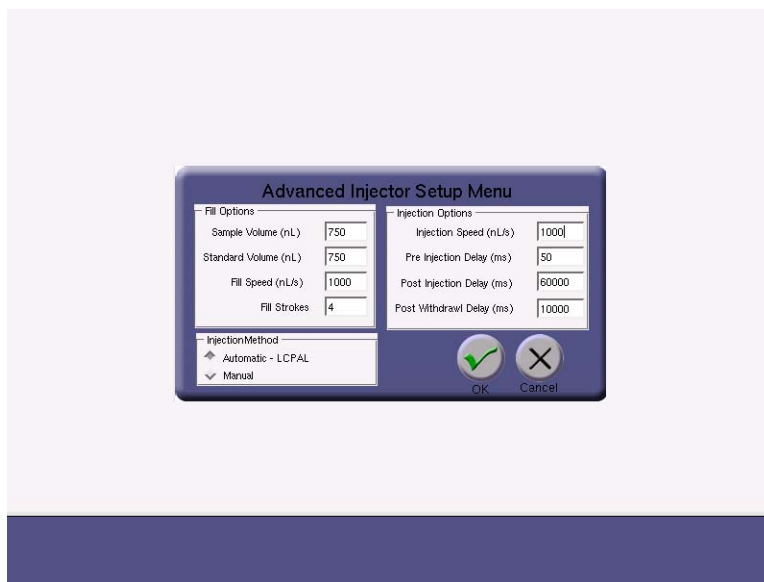 Advanced Injector Setup Menu
Fill Options
Sample Volume (nL) 750
Standard Volume (nL) 750
Fill Speed (nL/s) 1000
Fill Strokes 4
Injection Options
Injection Speed (nL/s) 1000
Pre Injection Delay (ms) 50
Post Injection Delay (ms) 60000
Post Withdrawl Delay (ms) 10000
Injection Method
Automatic - LCPAL
Manual
OK
Cancel